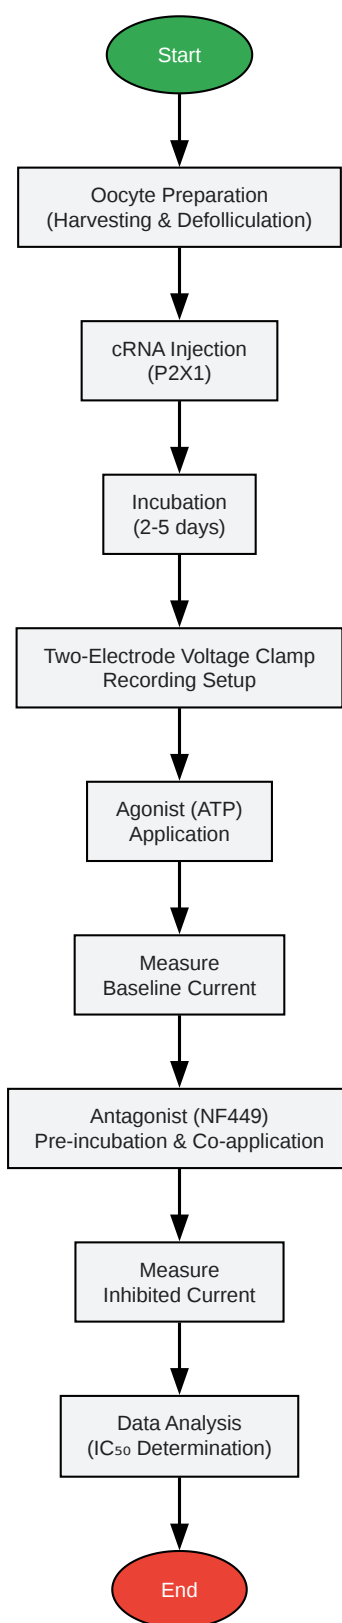 Start
Oocyte Preparation
(Harvesting & Defolliculation)
cRNA Injection
(P2X1)
Incubation
(2-5 days)
Two-Electrode Voltage Clamp
Recording Setup
Agonist (ATP)
Application
Measure
Baseline Current
Antagonist (NF449)
Pre-incubation & Co-application
Measure
Inhibited Current
Data Analysis
(IC₅₀ Determination)
End